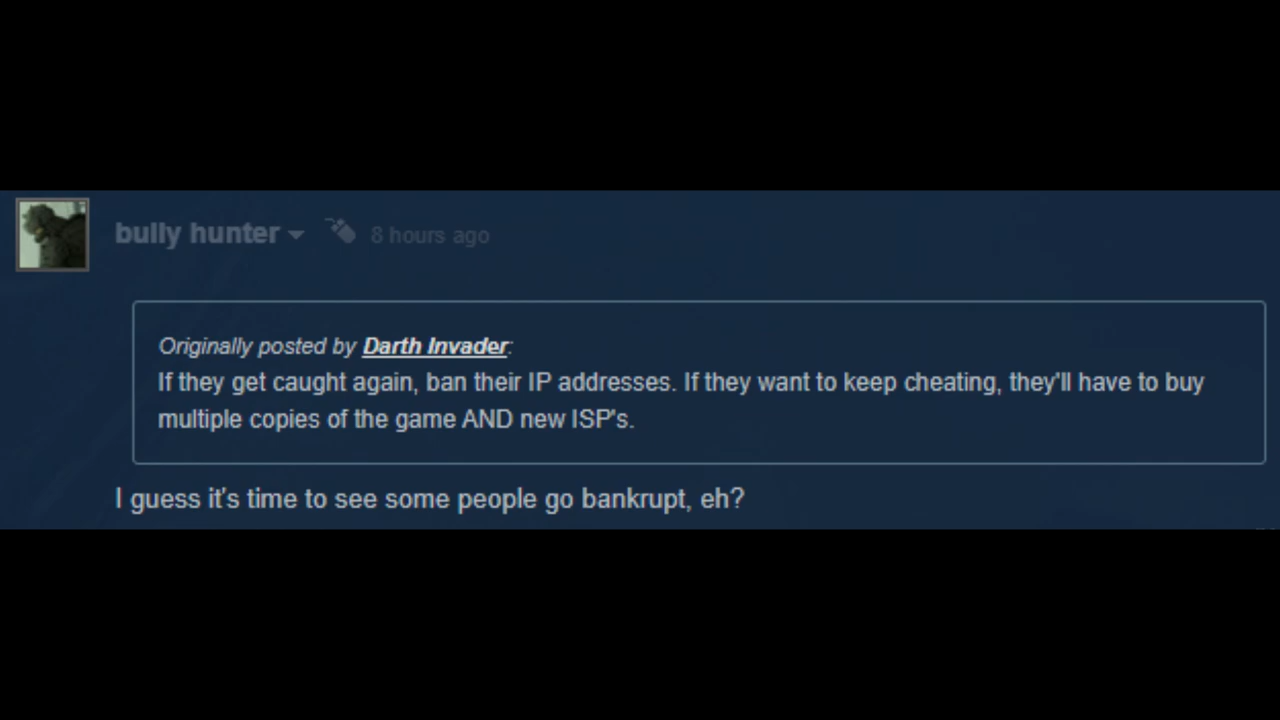 bully hunter 8 hours ago
Originally posted by Darth Invader:
If they get caught again, ban their IP addresses. If they want to keep cheating, they'll have to buy
multiple copies of the game AND new ISP's.
I guess it's time to see some people go bankrupt, eh?